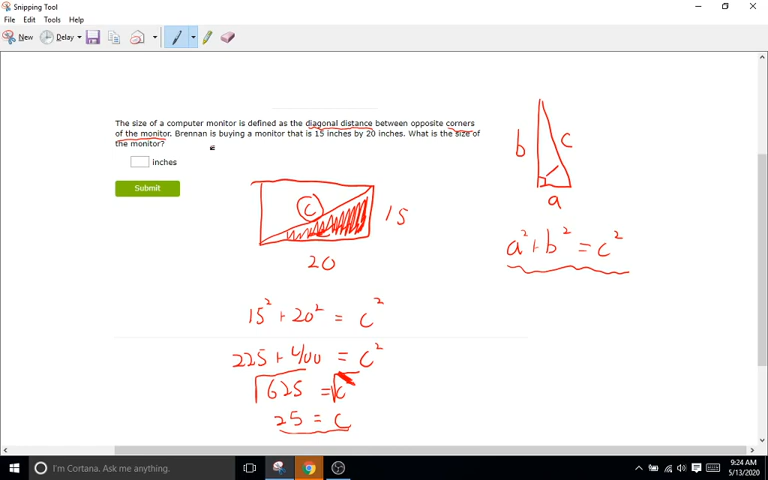 Snipping Tool
File Edit Tools Help
New Delay
The size of a computer monitor is defined as the diagonal distance between opposite corners
of the monitor. Brennan is buying a monitor that is 15 inches by 20 inches. What is the size of
the monitor?
inches
Submit
b c
a
a² + b² = c²
C
15
20
15² + 20² = c²
225 + 400 = c²
√625 = √c
25 = c
I'm Cortana. Ask me anything.
9:24 AM
5/13/2020